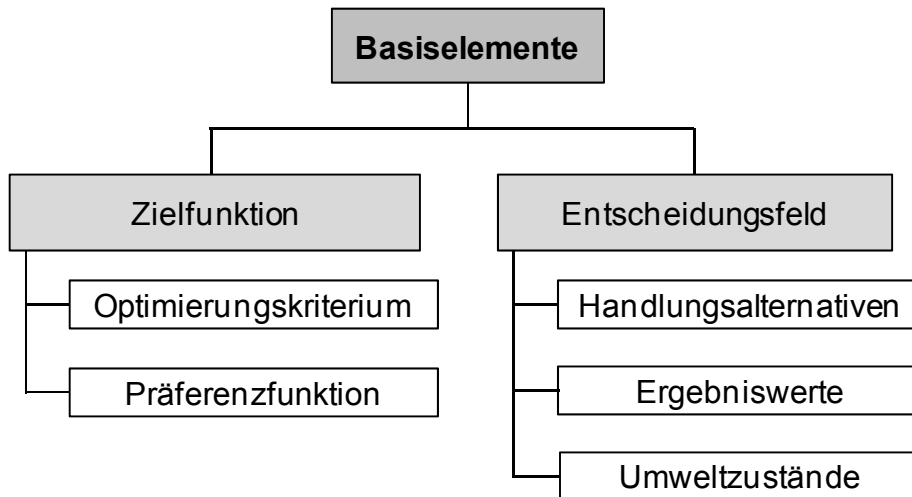 Basiselemente
Zielfunktion
Optimierungskriterium
Präferenzfunktion
Entscheidungsfeld
Handlungsalternativen
Ergebniswerte
Umweltzustände